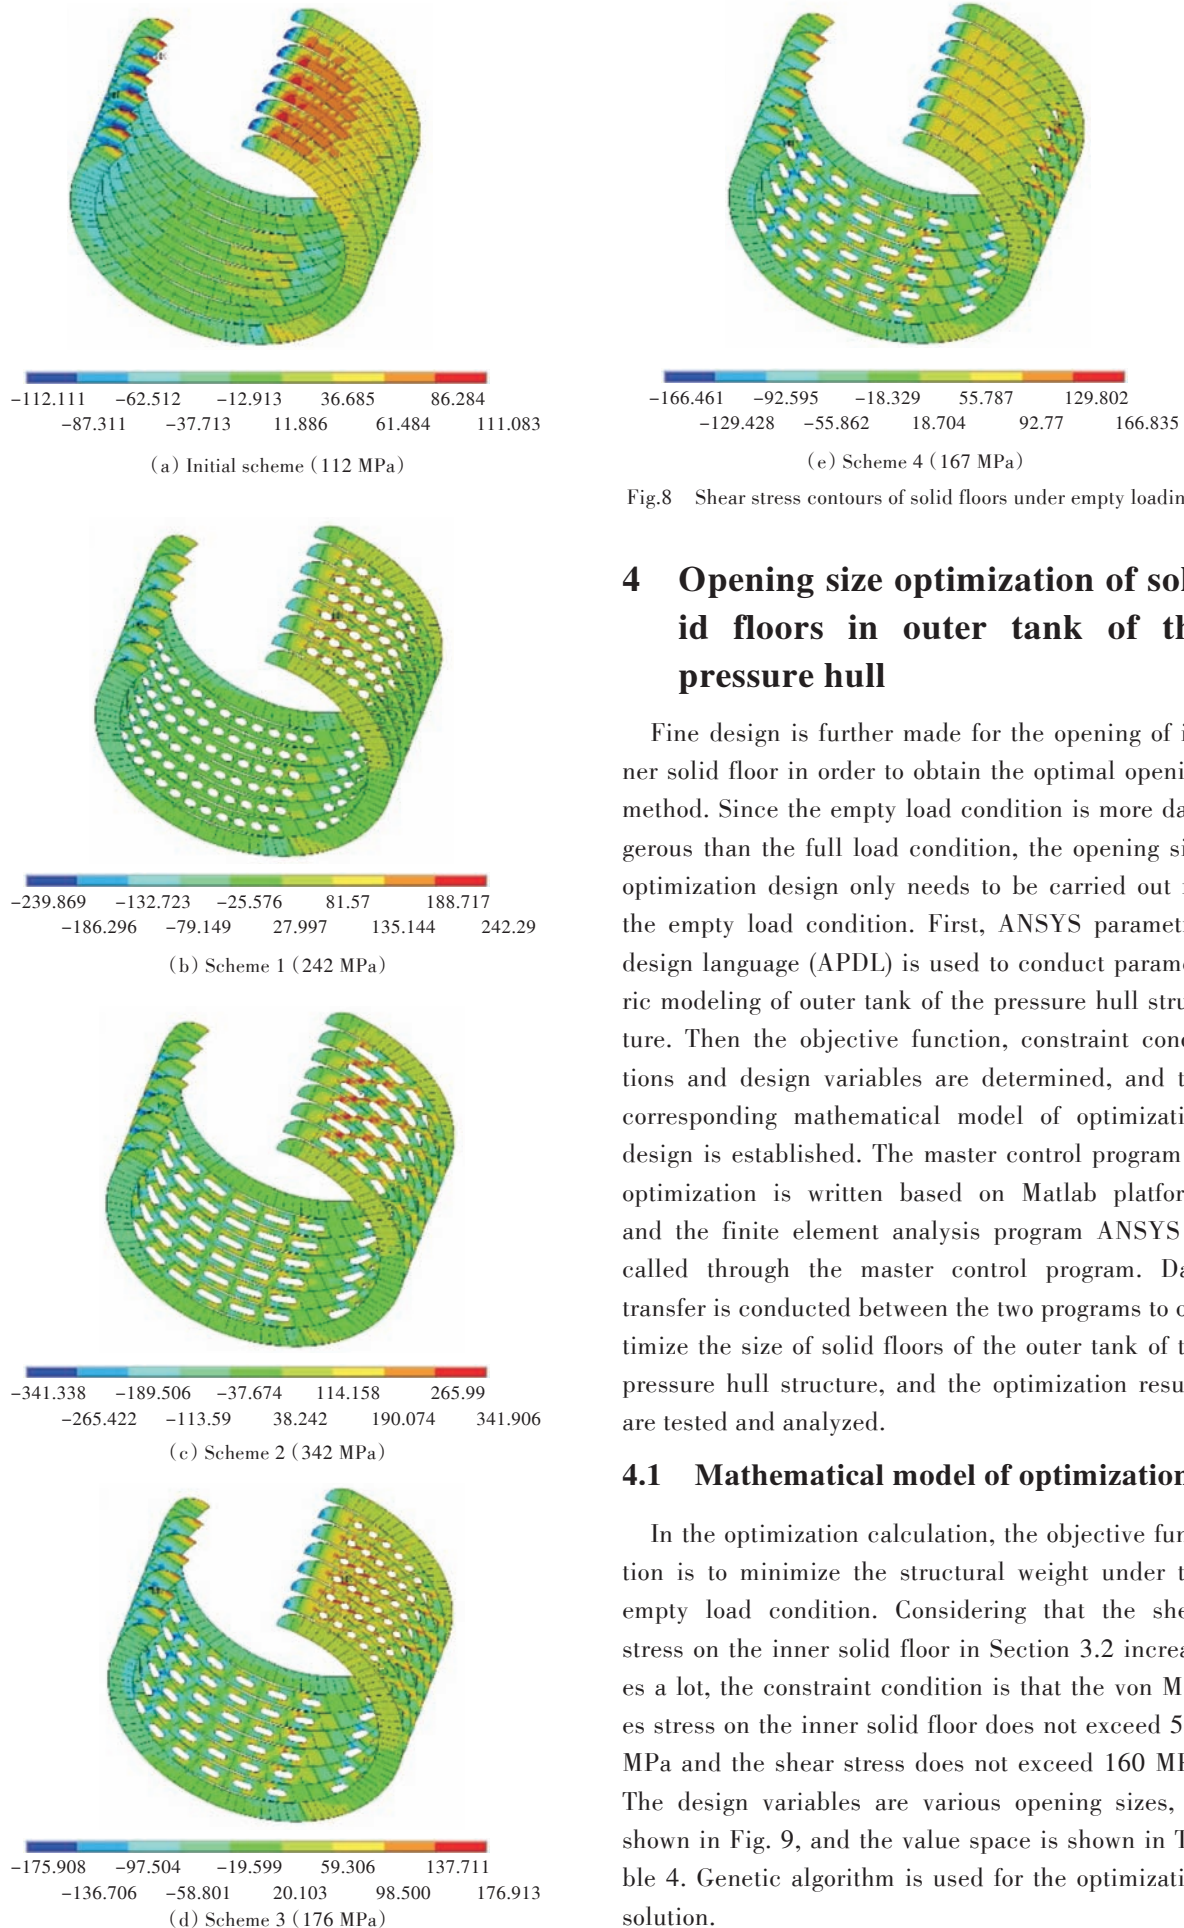 -112.111 -62.512 -12.913 36.685 86.284
-87.311 -37.713 11.886 61.484 111.083
(a) Initial scheme (112 MPa)
-239.869 -132.723 -25.576 81.57 188.717
-186.296 -79.149 27.997 135.144 242.29
(b) Scheme 1 (242 MPa)
-341.338 -189.506 -37.674 114.158 265.99
-265.422 -113.59 38.242 190.074 341.906
(c) Scheme 2 (342 MPa)
-175.908 -97.504 -19.599 59.306 137.711
-136.706 -58.801 20.103 98.500 176.913
(d) Scheme 3 (176 MPa)
-166.461 -92.595 -18.329 55.787 129.802
-129.428 -55.862 18.704 92.77 166.835
(e) Scheme 4 (167 MPa)
Fig.8 Shear stress contours of solid floors under empty loadin
4 Opening size optimization of sol
id floors in outer tank of th
pressure hull
Fine design is further made for the opening of i
ner solid floor in order to obtain the optimal openi
method. Since the empty load condition is more da
gerous than the full load condition, the opening si
optimization design only needs to be carried out
the empty load condition. First, ANSYS parametri
design language (APDL) is used to conduct parame
ric modeling of outer tank of the pressure hull stru
ture. Then the objective function, constraint cond
tions and design variables are determined, and t
corresponding mathematical model of optimizati
design is established. The master control program
optimization is written based on Matlab platfor
and the finite element analysis program ANSYS
called through the master control program. Da
transfer is conducted between the two programs to o
timize the size of solid floors of the outer tank of t
pressure hull structure, and the optimization resu
are tested and analyzed.
4.1 Mathematical model of optimization
In the optimization calculation, the objective fun
tion is to minimize the structural weight under t
empty load condition. Considering that the she
stress on the inner solid floor in Section 3.2 increa
es a lot, the constraint condition is that the von M
es stress on the inner solid floor does not exceed 5
MPa and the shear stress does not exceed 160 MP
The design variables are various opening sizes,
shown in Fig. 9, and the value space is shown in T
ble 4. Genetic algorithm is used for the optimizati
solution.